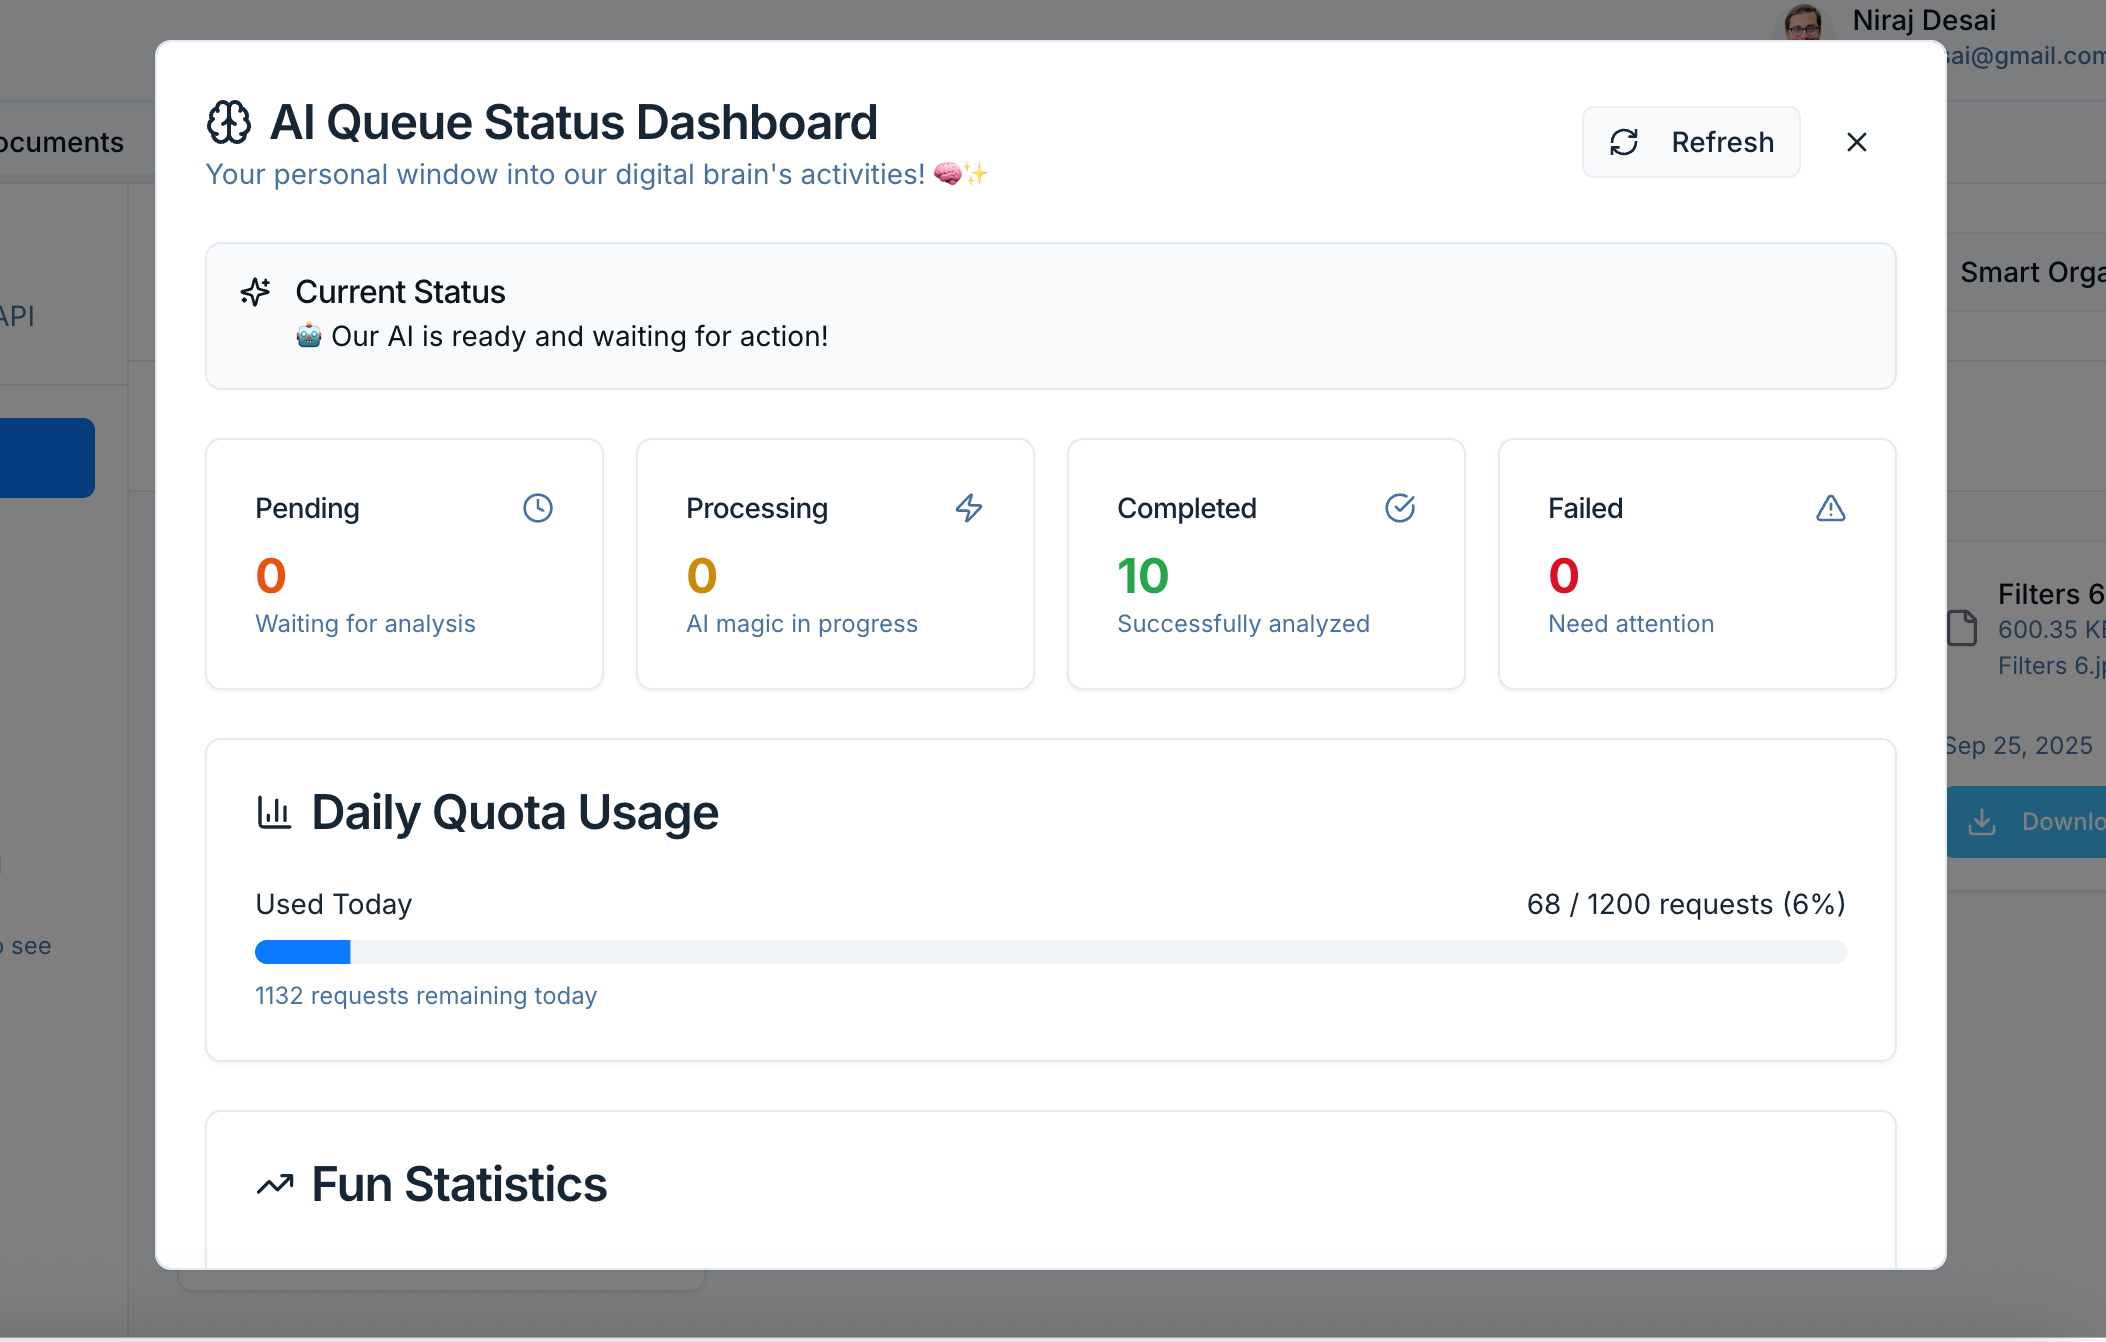 Niraj Desai
sai@gmail.com
ocuments
AI Queue Status Dashboard
Your personal window into our digital brain's activities! 🧠✨
Refresh
Current Status
🤖 Our AI is ready and waiting for action!
Smart Orga
API
Pending
0
Waiting for analysis
Processing
0
AI magic in progress
Completed
10
Successfully analyzed
Failed
0
Need attention
Filters 6
600.35 KB
Filters 6.jp
Sep 25, 2025
Downlo
Daily Quota Usage
Used Today
68 / 1200 requests (6%)
1132 requests remaining today
o see
Fun Statistics